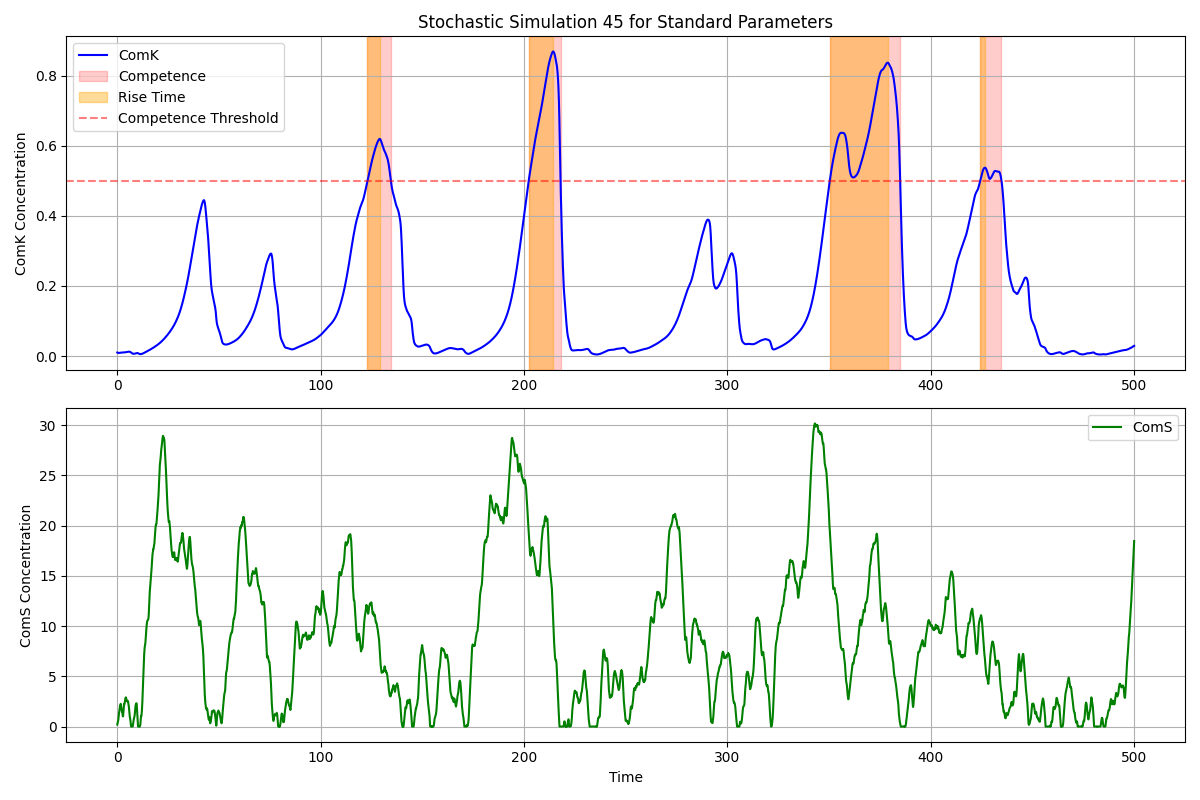 Stochastic Simulation 45 for Standard Parameters
ComK
Competence
Rise Time
Competence Threshold
ComK Concentration
0.8
0.6
0.4
0.2
0.0
0 100 200 300 400 500
ComS
ComS Concentration
30
25
20
15
10
5
0
0 100 200 300 400 500
Time